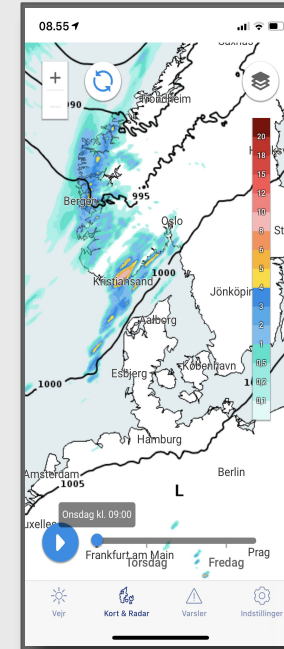 08.55
+
990
Trondheim
20
18
15
12
10
8
6
5
4
3
2
1
0,5
0,2
0,1
995
Bergen
Oslo
1000
Kristiansand
Aalborg
Esbjerg
København
1000
Hamburg
Amsterdam
1005
Berlin
L
Onsdag kl. 09:00
Frankfurt am Main
Prag
Torsdag
Fredag
Vejr
Kort & Radar
Varsler
Indstillinger